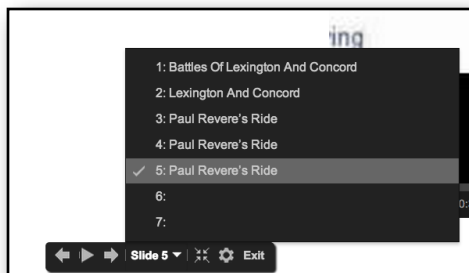 ing
1: Battles Of Lexington And Concord
2: Lexington And Concord
3: Paul Revere's Ride
4: Paul Revere's Ride
5: Paul Revere's Ride
6:
7:
0:
Slide 5 Exit